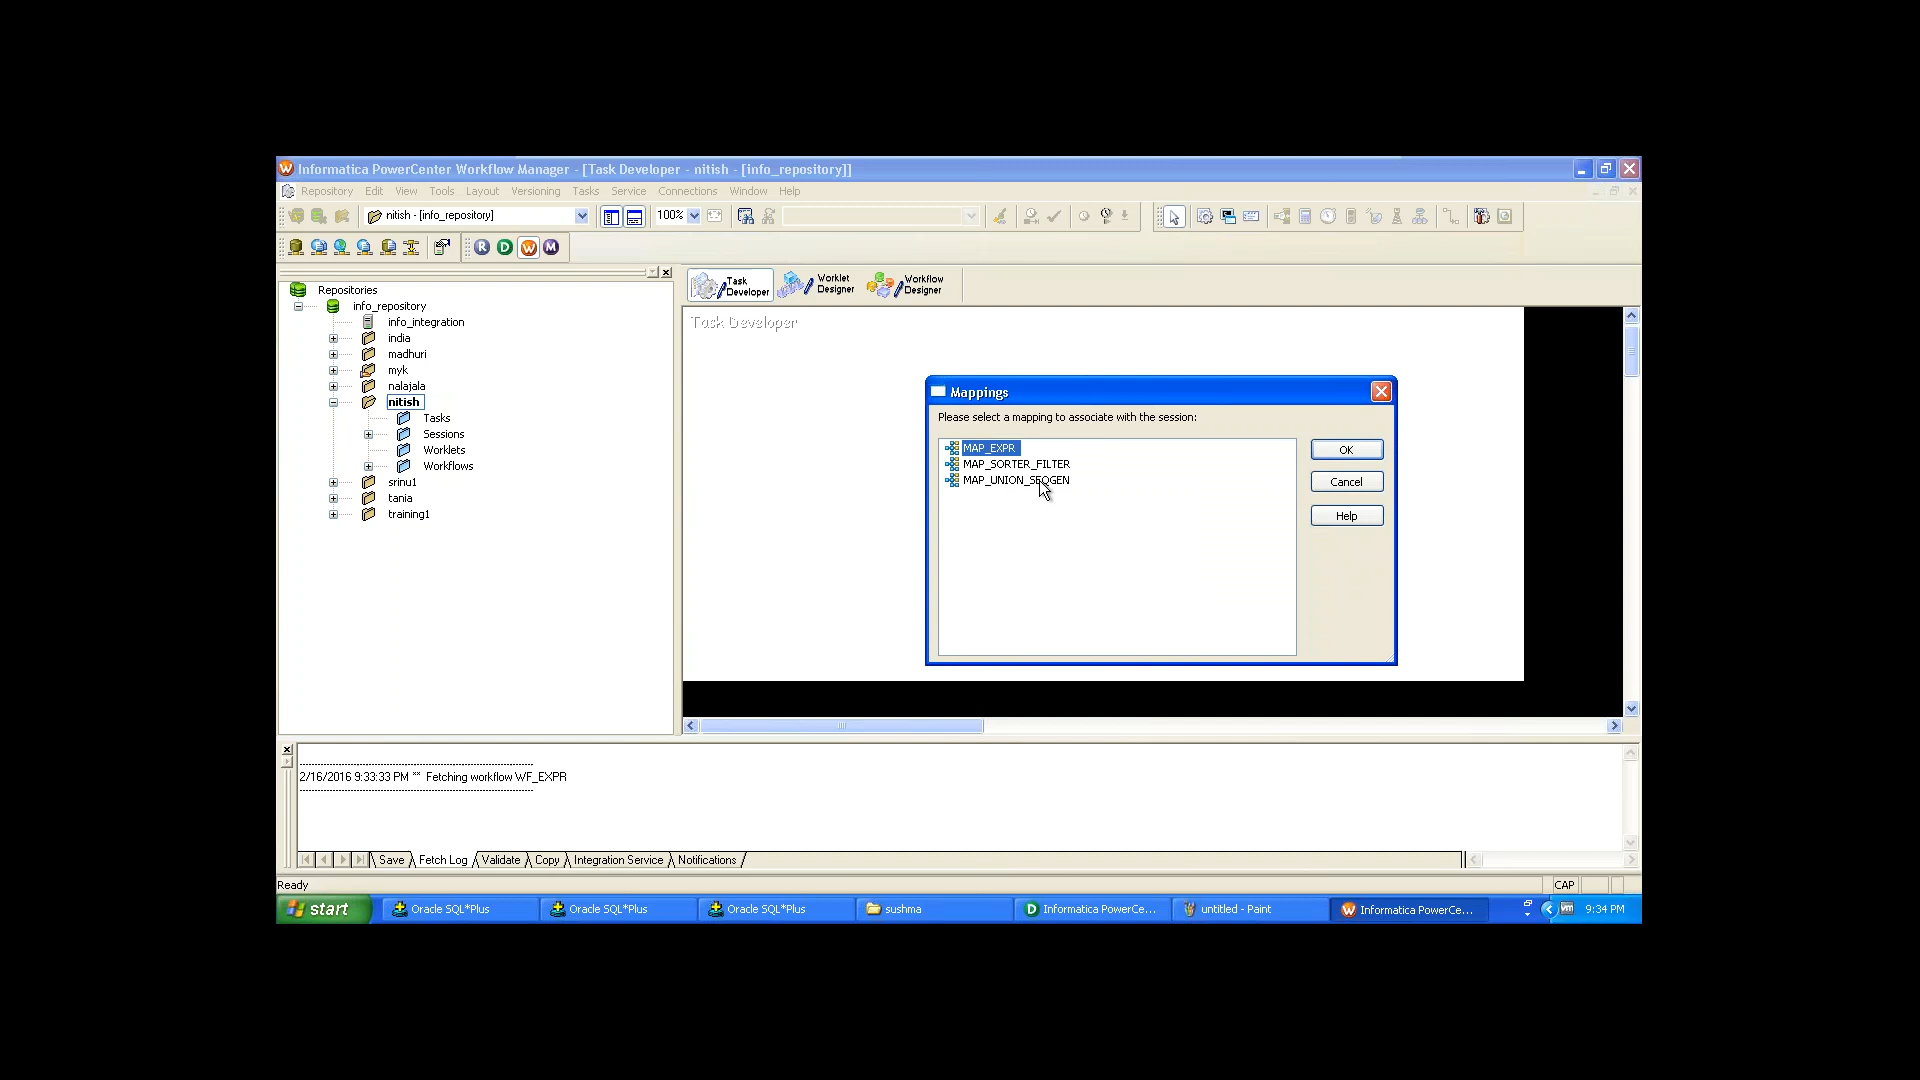 Informatica PowerCenter Workflow Manager - [Task Developer - nitish - [info_repository]]
Repository Edit View Tools Layout Versioning Tasks Service Connections Window Help
nitish - [info_repository] 100%
R D W M
Repositories
info_repository
info_integration
india
madhuri
myk
nalajala
nitish
Tasks
Sessions
Worklets
Workflows
srinu1
tania
training1
Task Developer
Worklet Designer
Workflow Designer
Task Developer
Mappings
Please select a mapping to associate with the session:
MAP_EXPR
MAP_SORTER_FILTER
MAP_UNION_SEQGEN
OK
Cancel
Help
2/16/2016 9:33:33 PM ** Fetching workflow WF_EXPR
Save Fetch Log Validate Copy Integration Service Notifications
Ready CAP
start Oracle SQL*Plus Oracle SQL*Plus Oracle SQL*Plus sushma Informatica PowerCe... untitled - Paint Informatica PowerCe... 9:34 PM